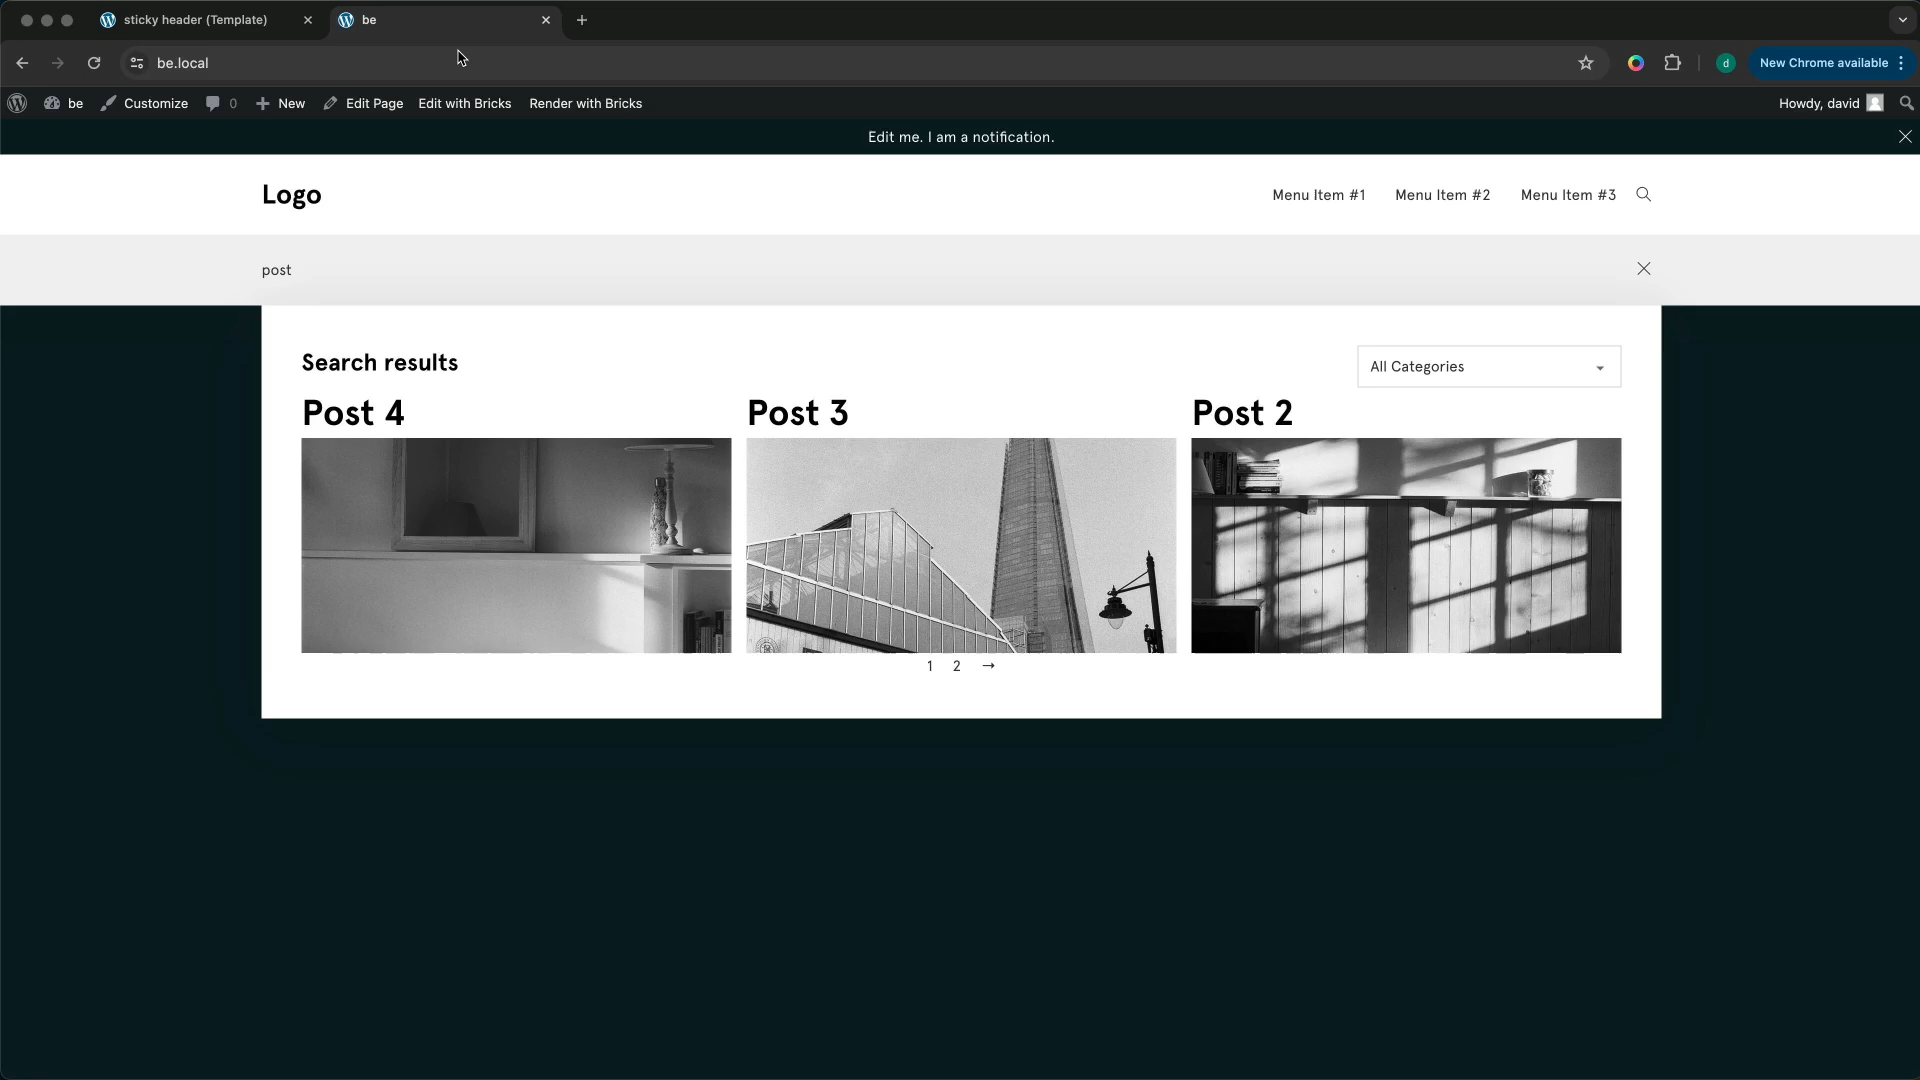 sticky header (Template)
be
be.local
d
New Chrome available
be
Customize
0
New
Edit Page
Edit with Bricks
Render with Bricks
Howdy, david
Edit me. I am a notification.
Logo
Menu Item #1
Menu Item #2
Menu Item #3
post
Search results
All Categories
Post 4
Post 3
Post 2
1 2 →